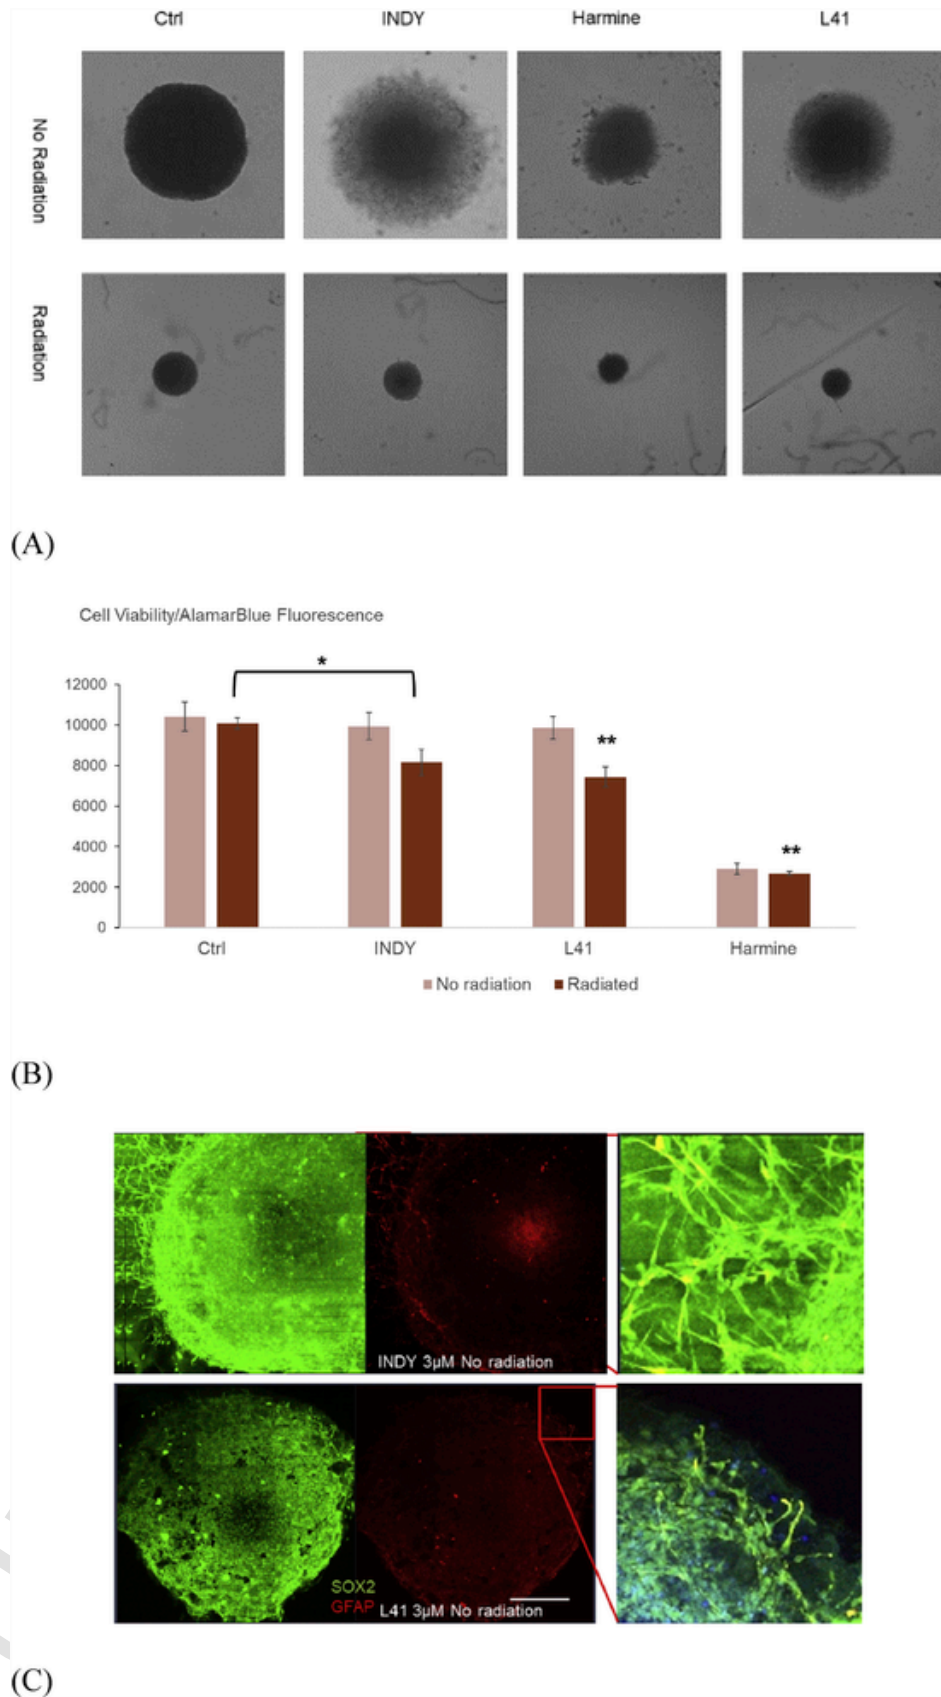 Ctrl INDY Harmine L41
No Radiation
Radiation
(A)
Cell Viability/AlamarBlue Fluorescence
*
12000
10000
**
8000
6000
4000
**
2000
0
Ctrl INDY L41 Harmine
No radiation Radiated
(B)
INDY 3µM No radiation
SOX2
GFAP L41 3µM No radiation
(C)